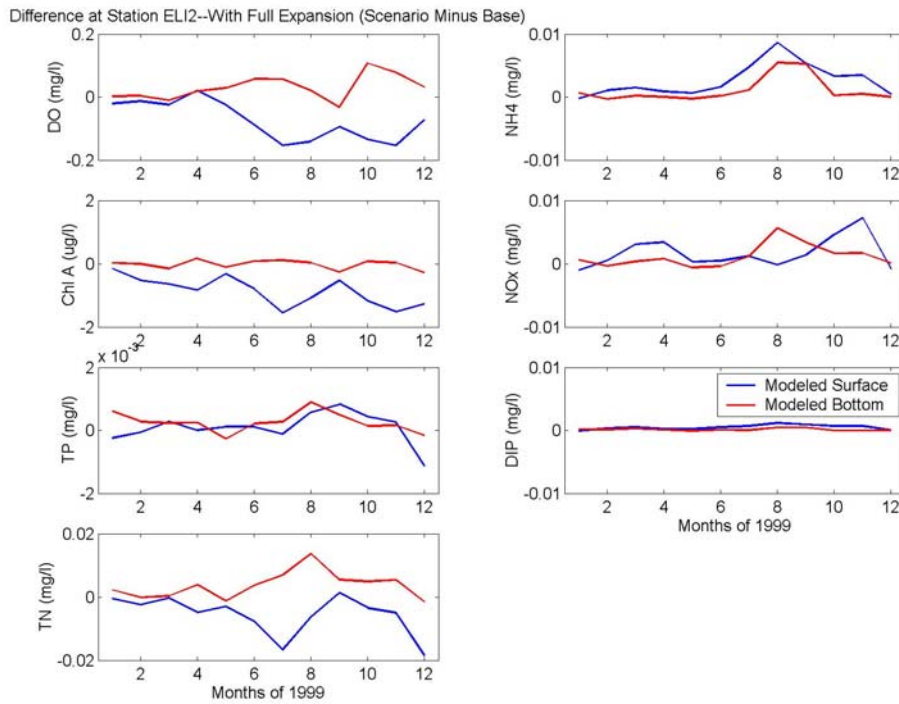 Difference at Station ELI2--With Full Expansion (Scenario Minus Base)
DO (mg/l)
0.2
0
-0.2
2 4 6 8 10 12
NH4 (mg/l)
0.01
0
-0.01
2 4 6 8 10 12
Chl A (ug/l)
2
0
-2
2 4 6 8 10 12
NOx (mg/l)
0.01
0
-0.01
2 4 6 8 10 12
x 10-3
TP (mg/l)
2
0
-2
2 4 6 8 10 12
DIP (mg/l)
0.01
0
-0.01
Modeled Surface
Modeled Bottom
2 4 6 8 10 12
Months of 1999
TN (mg/l)
0.02
0
-0.02
2 4 6 8 10 12
Months of 1999